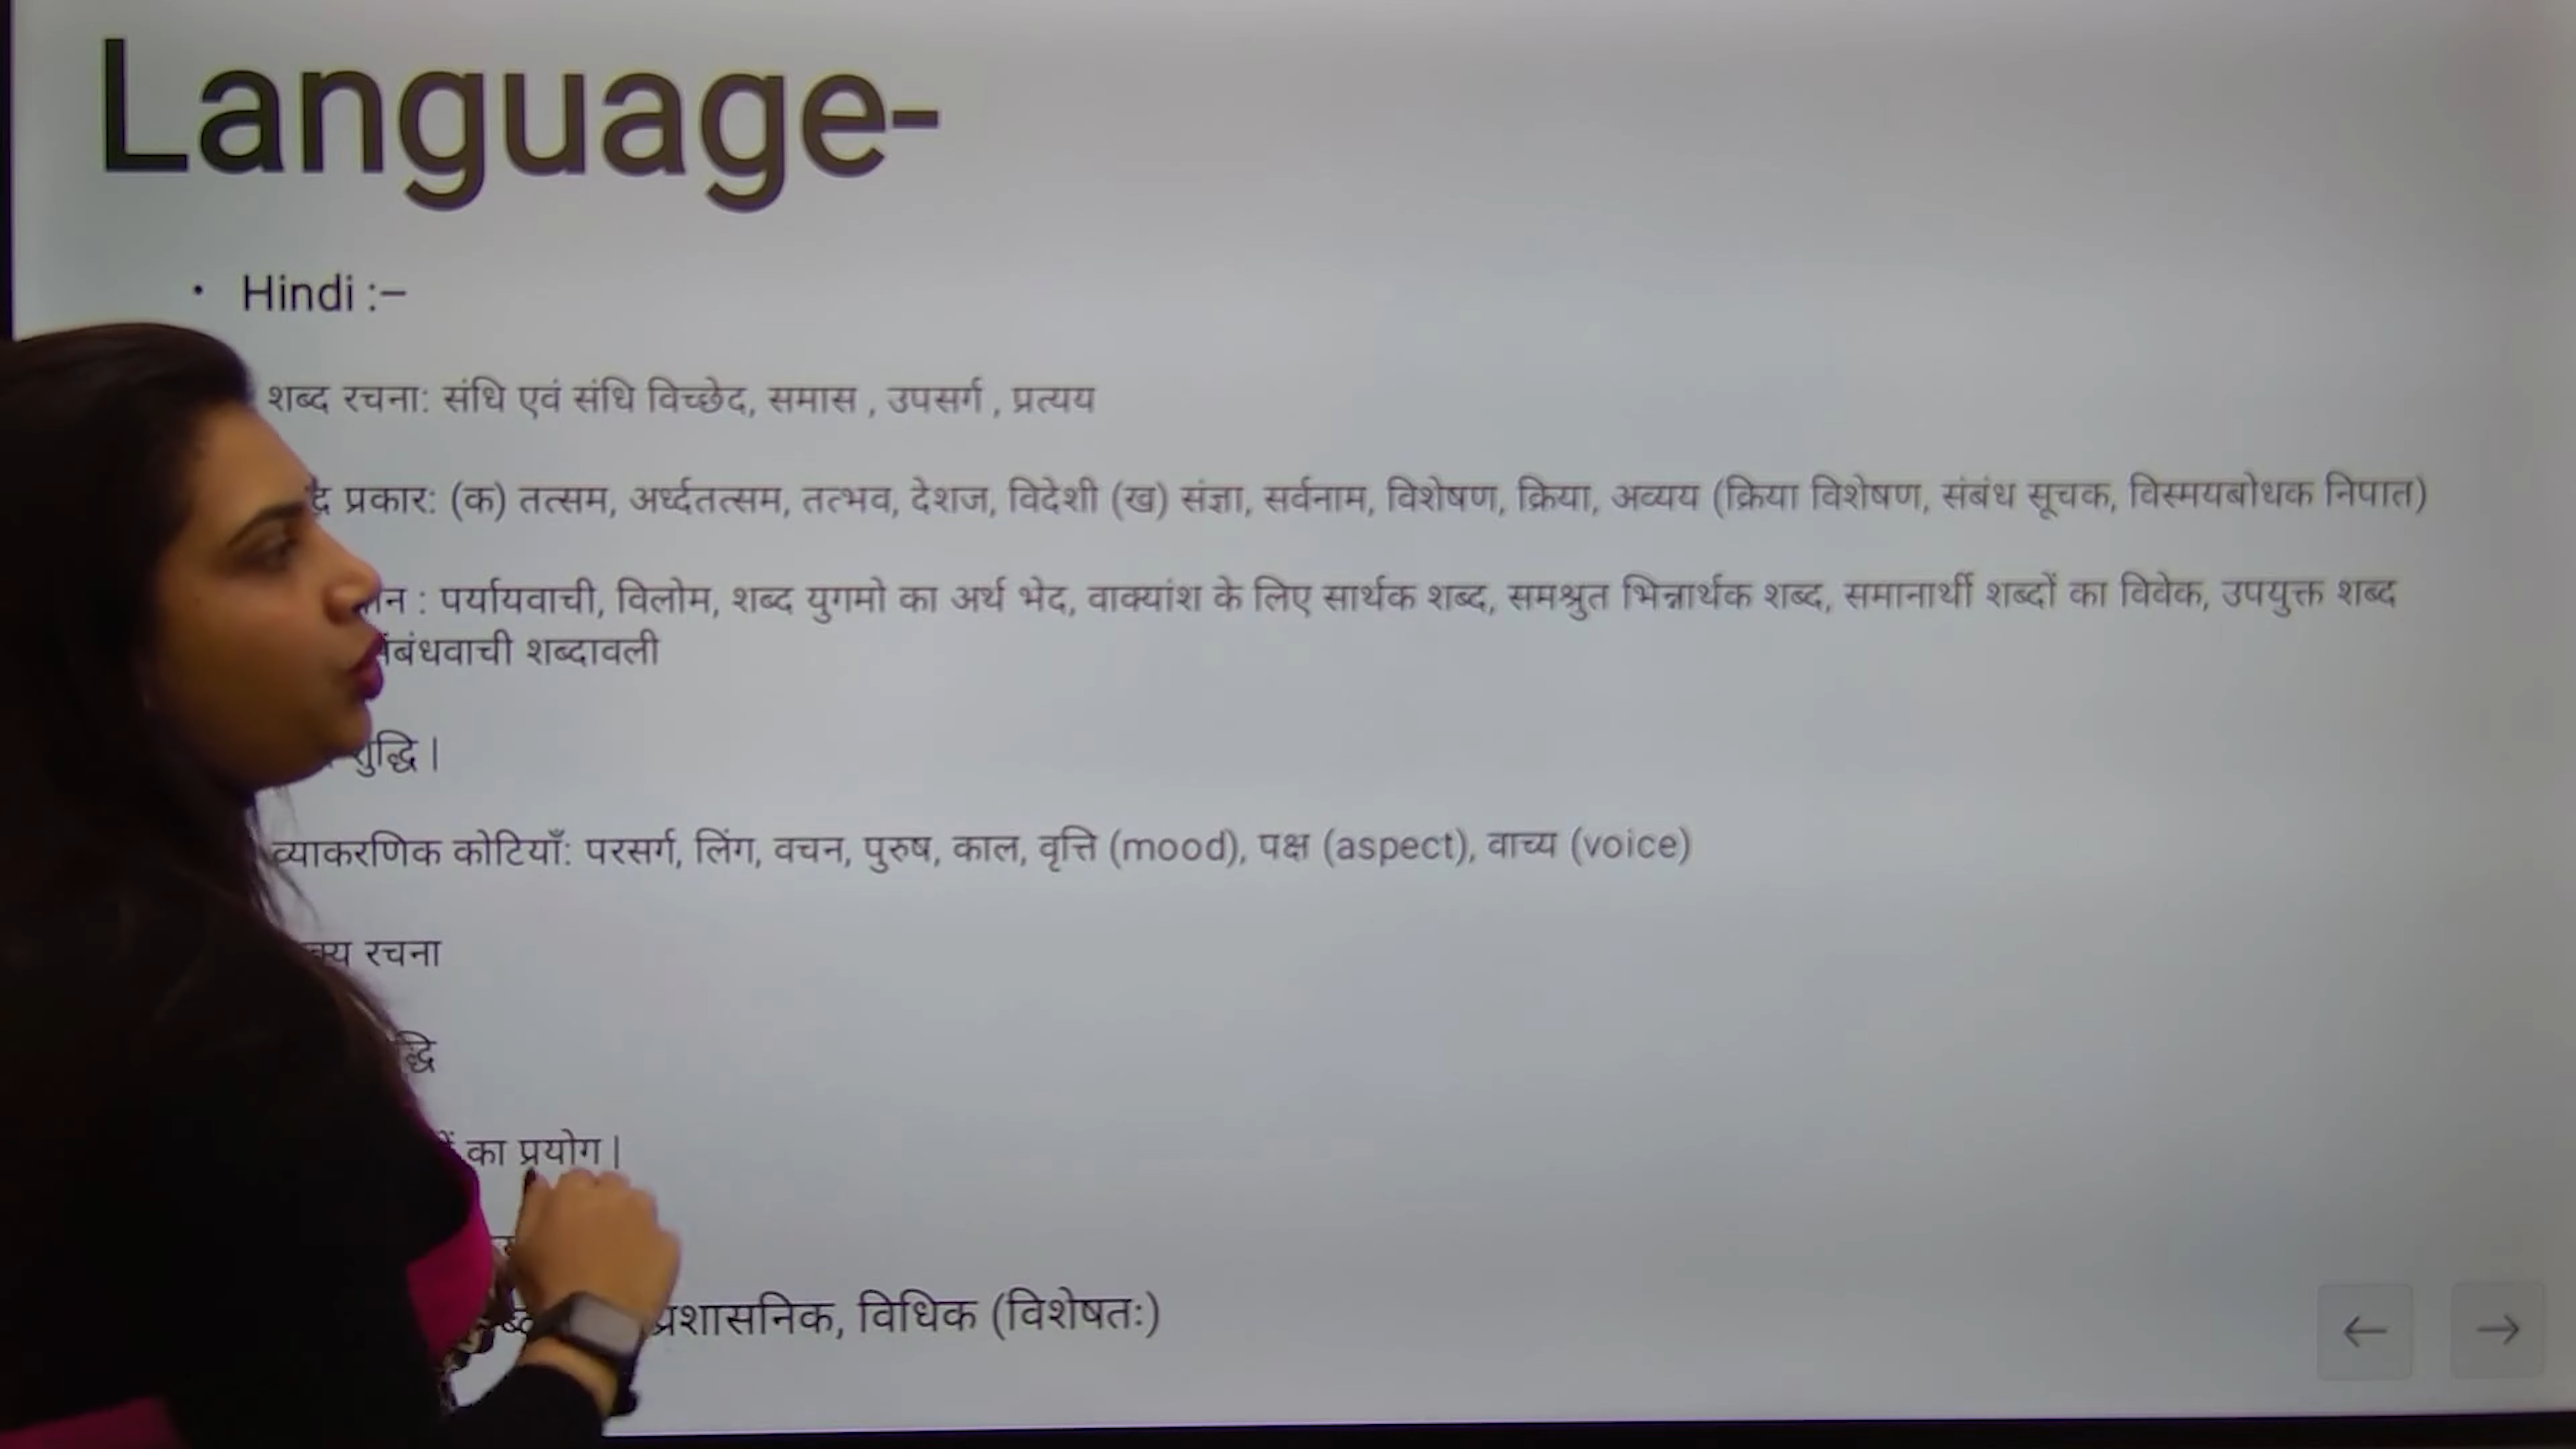 Language-
• Hindi :–
शब्द रचना: संधि एवं संधि विच्छेद, समास , उपसर्ग , प्रत्यय
प्रकार: (क) तत्सम, अर्ध्दतत्सम, तत्भव, देशज, विदेशी (ख) संज्ञा, सर्वनाम, विशेषण, क्रिया, अव्यय (क्रिया विशेषण, संबंध सूचक, विस्मयबोधक निपात)
: पर्यायवाची, विलोम, शब्द युगमो का अर्थ भेद, वाक्यांश के लिए सार्थक शब्द, समश्रुत भिन्नार्थक शब्द, समानार्थी शब्दों का विवेक, उपयुक्त शब्द
शब्दावली
शुद्धि |
व्याकरणिक कोटियाँ: परसर्ग, लिंग, वचन, पुरुष, काल, वृत्ति (mood), पक्ष (aspect), वाच्य (voice)
रचना
का प्रयोग |
प्रशासनिक, विधिक (विशेषतः)
← →